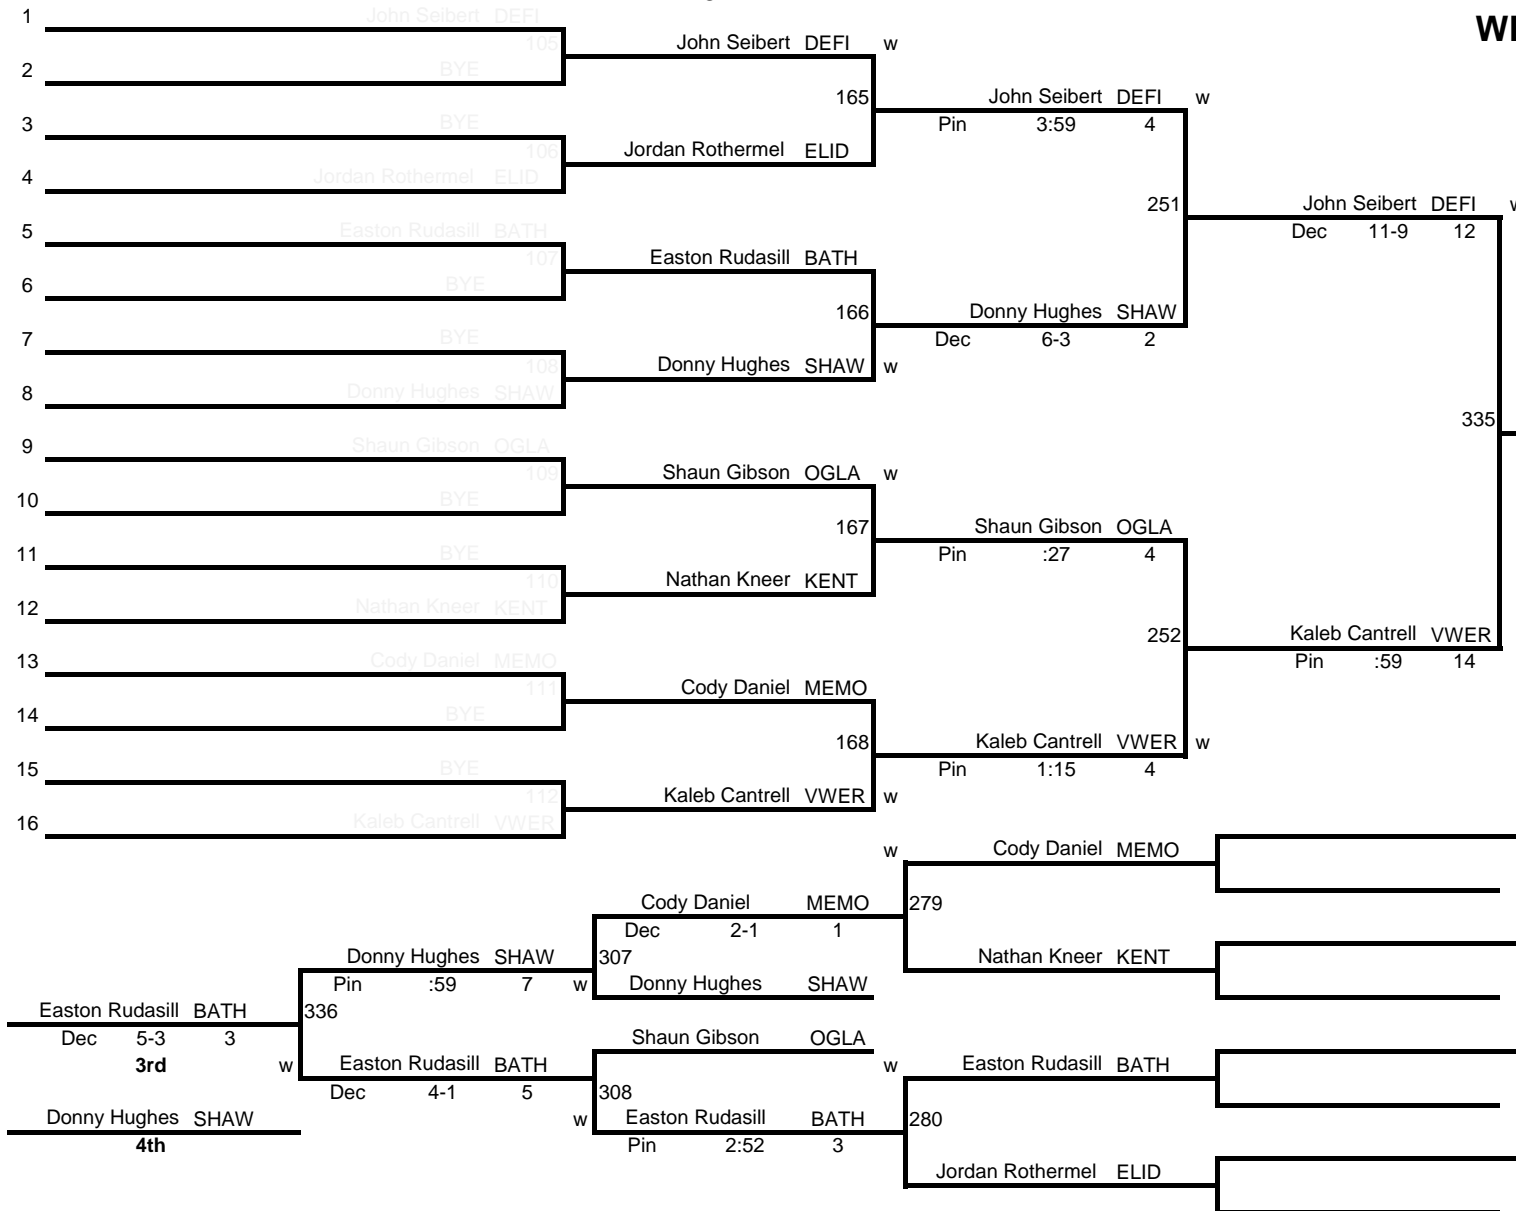 1 John Seibert DEFI
WI
105 John Seibert DEFI w
2 BYE
165 John Seibert DEFI w
3 BYE
Pin 3:59 4
106 Jordan Rothermel ELID
4 Jordan Rothermel ELID
251 John Seibert DEFI w
5 Easton Rudasill BATH
Dec 11-9 12
107 Easton Rudasill BATH
6 BYE
166 Donny Hughes SHAW
7 BYE
Dec 6-3 2
108 Donny Hughes SHAW w
8 Donny Hughes SHAW
335
9 Shaun Gibson OGLA
109 Shaun Gibson OGLA w
10 BYE
167 Shaun Gibson OGLA
11 BYE
Pin :27 4
110 Nathan Kneer KENT
12 Nathan Kneer KENT
252 Kaleb Cantrell VWER
13 Cody Daniel MEMO
Pin :59 14
111 Cody Daniel MEMO
14 BYE
168 Kaleb Cantrell VWER w
15 BYE
Pin 1:15 4
112 Kaleb Cantrell VWER w
16 Kaleb Cantrell VWER
w Cody Daniel MEMO
Cody Daniel MEMO 279
Dec 2-1 1
Donny Hughes SHAW 307 Nathan Kneer KENT
Pin :59 7 w Donny Hughes SHAW
Easton Rudasill BATH 336
Dec 5-3 3 Shaun Gibson OGLA
3rd w Easton Rudasill BATH w Easton Rudasill BATH
Dec 4-1 5 308
Donny Hughes SHAW w Easton Rudasill BATH 280
4th Pin 2:52 3
Jordan Rothermel ELID